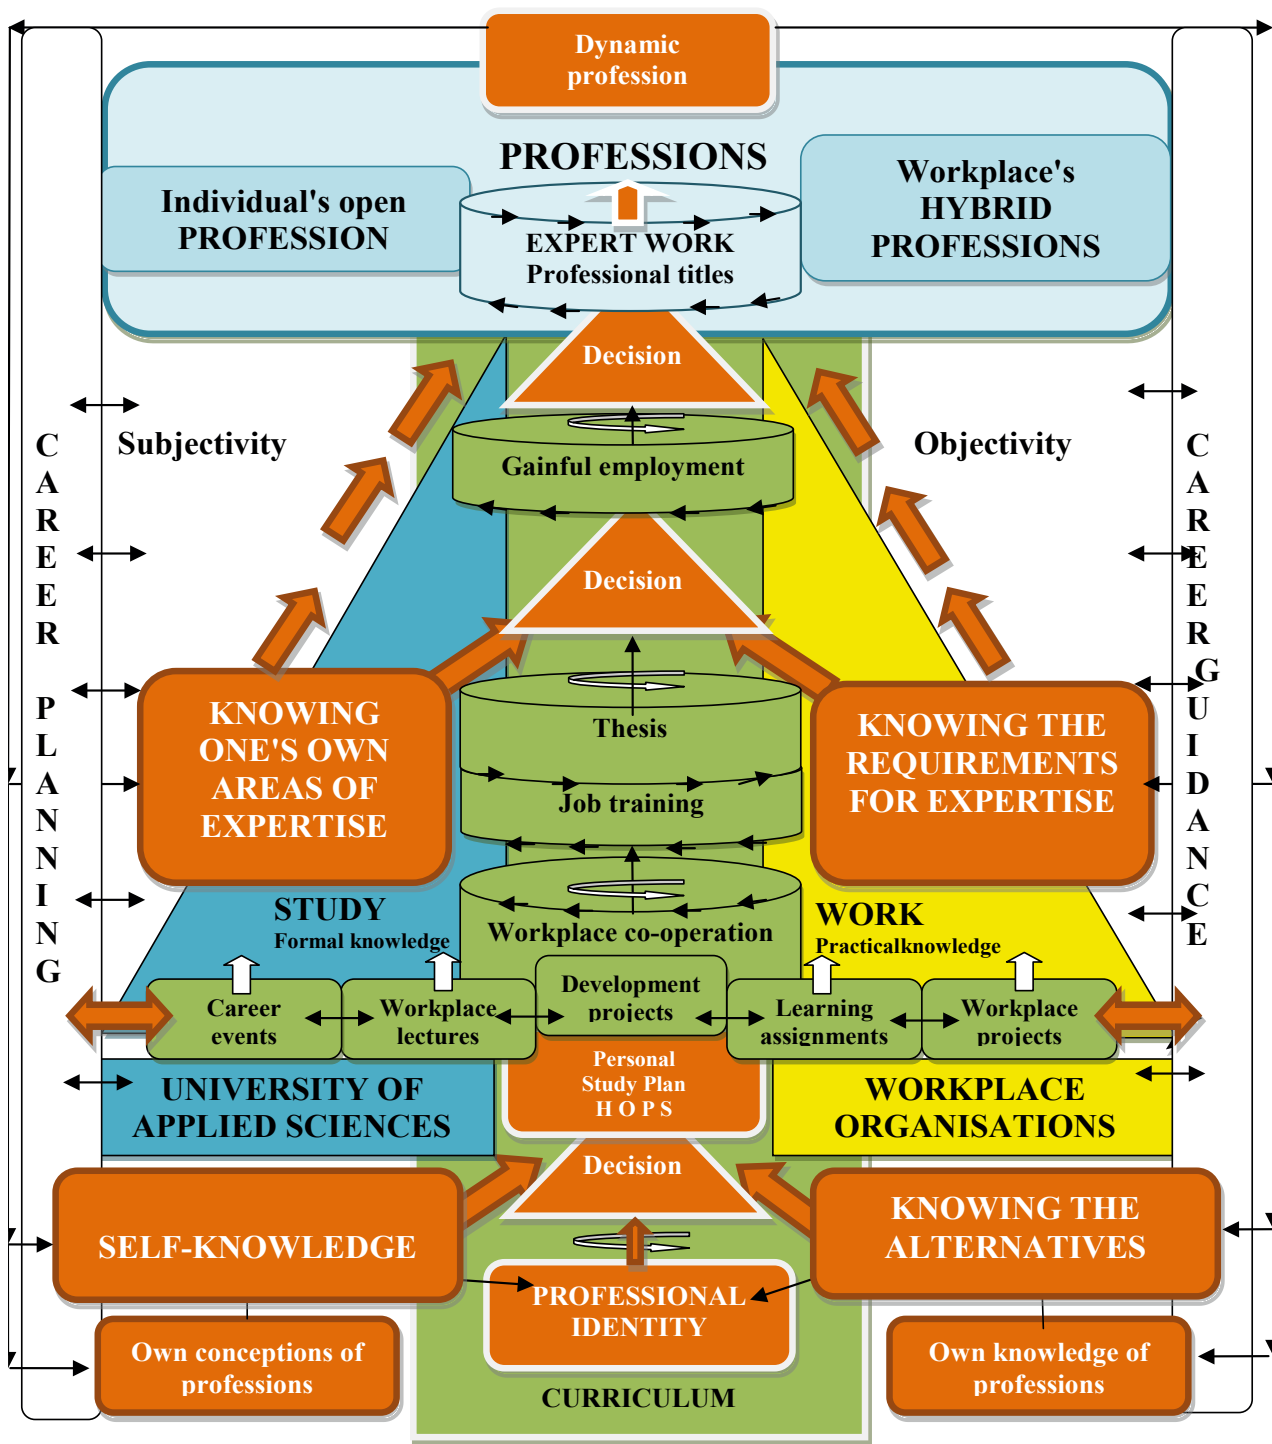 Dynamic
profession
PROFESSIONS
Individual's open
PROFESSION
Workplace's
HYBRID
PROFESSIONS
EXPERT WORK
Professional titles
Decision
Subjectivity
Objectivity
Gainful employment
CAREER PLANNING
CAREER GUIDANCE
Decision
KNOWING
ONE'S OWN
AREAS OF
EXPERTISE
Thesis
Job training
KNOWING THE
REQUIREMENTS
FOR EXPERTISE
STUDY
Formal knowledge
Workplace co-operation
WORK
Practicalknowledge
Career
events
Workplace
lectures
Development
projects
Learning
assignments
Workplace
projects
Personal
Study Plan
H O P S
UNIVERSITY OF
APPLIED SCIENCES
WORKPLACE
ORGANISATIONS
Decision
SELF-KNOWLEDGE
KNOWING THE
ALTERNATIVES
PROFESSIONAL
IDENTITY
Own conceptions of
professions
Own knowledge of
professions
CURRICULUM